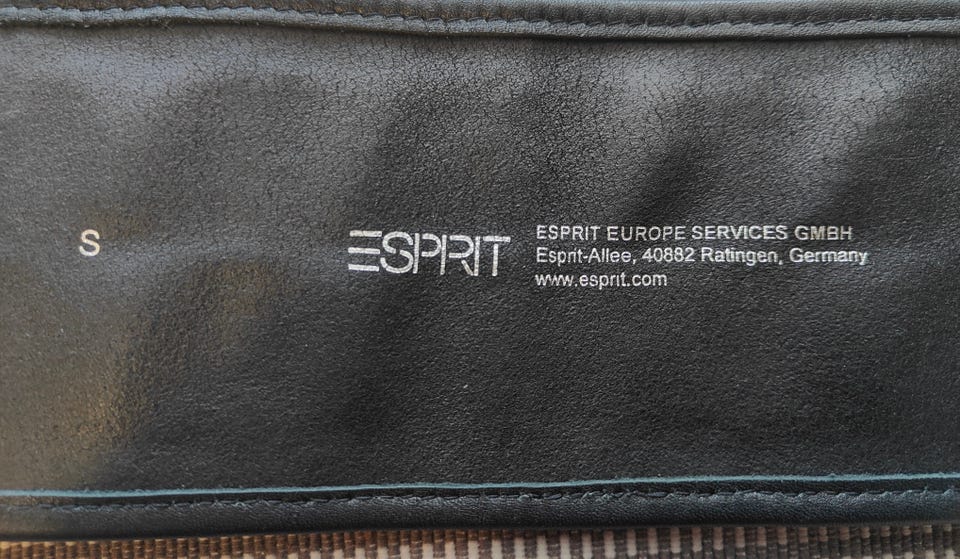 S
ESPRIT
ESPRIT EUROPE SERVICES GMBH
Esprit-Allee, 40882 Ratingen, Germany
www.esprit.com